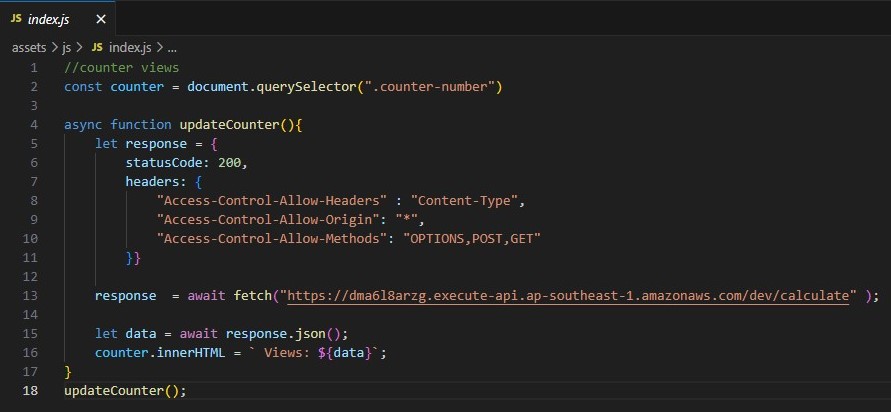 JS index.js ×
assets > js > JS index.js > ...
1 //counter views
2 const counter = document.querySelector(".counter-number")
3
4 async function updateCounter(){
5     let response = {
6         statusCode: 200,
7         headers: {
8             "Access-Control-Allow-Headers" : "Content-Type",
9             "Access-Control-Allow-Origin": "*",
10             "Access-Control-Allow-Methods": "OPTIONS,POST,GET"
11         }}
12
13     response  = await fetch("https://dma6l8arzg.execute-api.ap-southeast-1.amazonaws.com/dev/calculate" );
14
15     let data = await response.json();
16     counter.innerHTML = ` Views: ${data}`;
17 }
18 updateCounter();